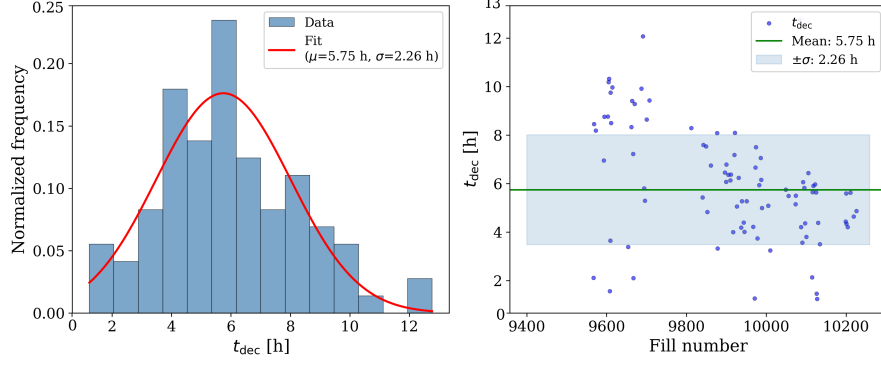 0.25
0.20
0.15
0.10
0.05
0.00
Normalized frequency
0
2
4
6
8
10
12
t_dec [h]
Data
Fit
(μ=5.75 h, σ=2.26 h)
13
12
10
8
6
4
2
0
t_dec [h]
9400
9600
9800
10000
10200
Fill number
t_dec
Mean: 5.75 h
±σ: 2.26 h